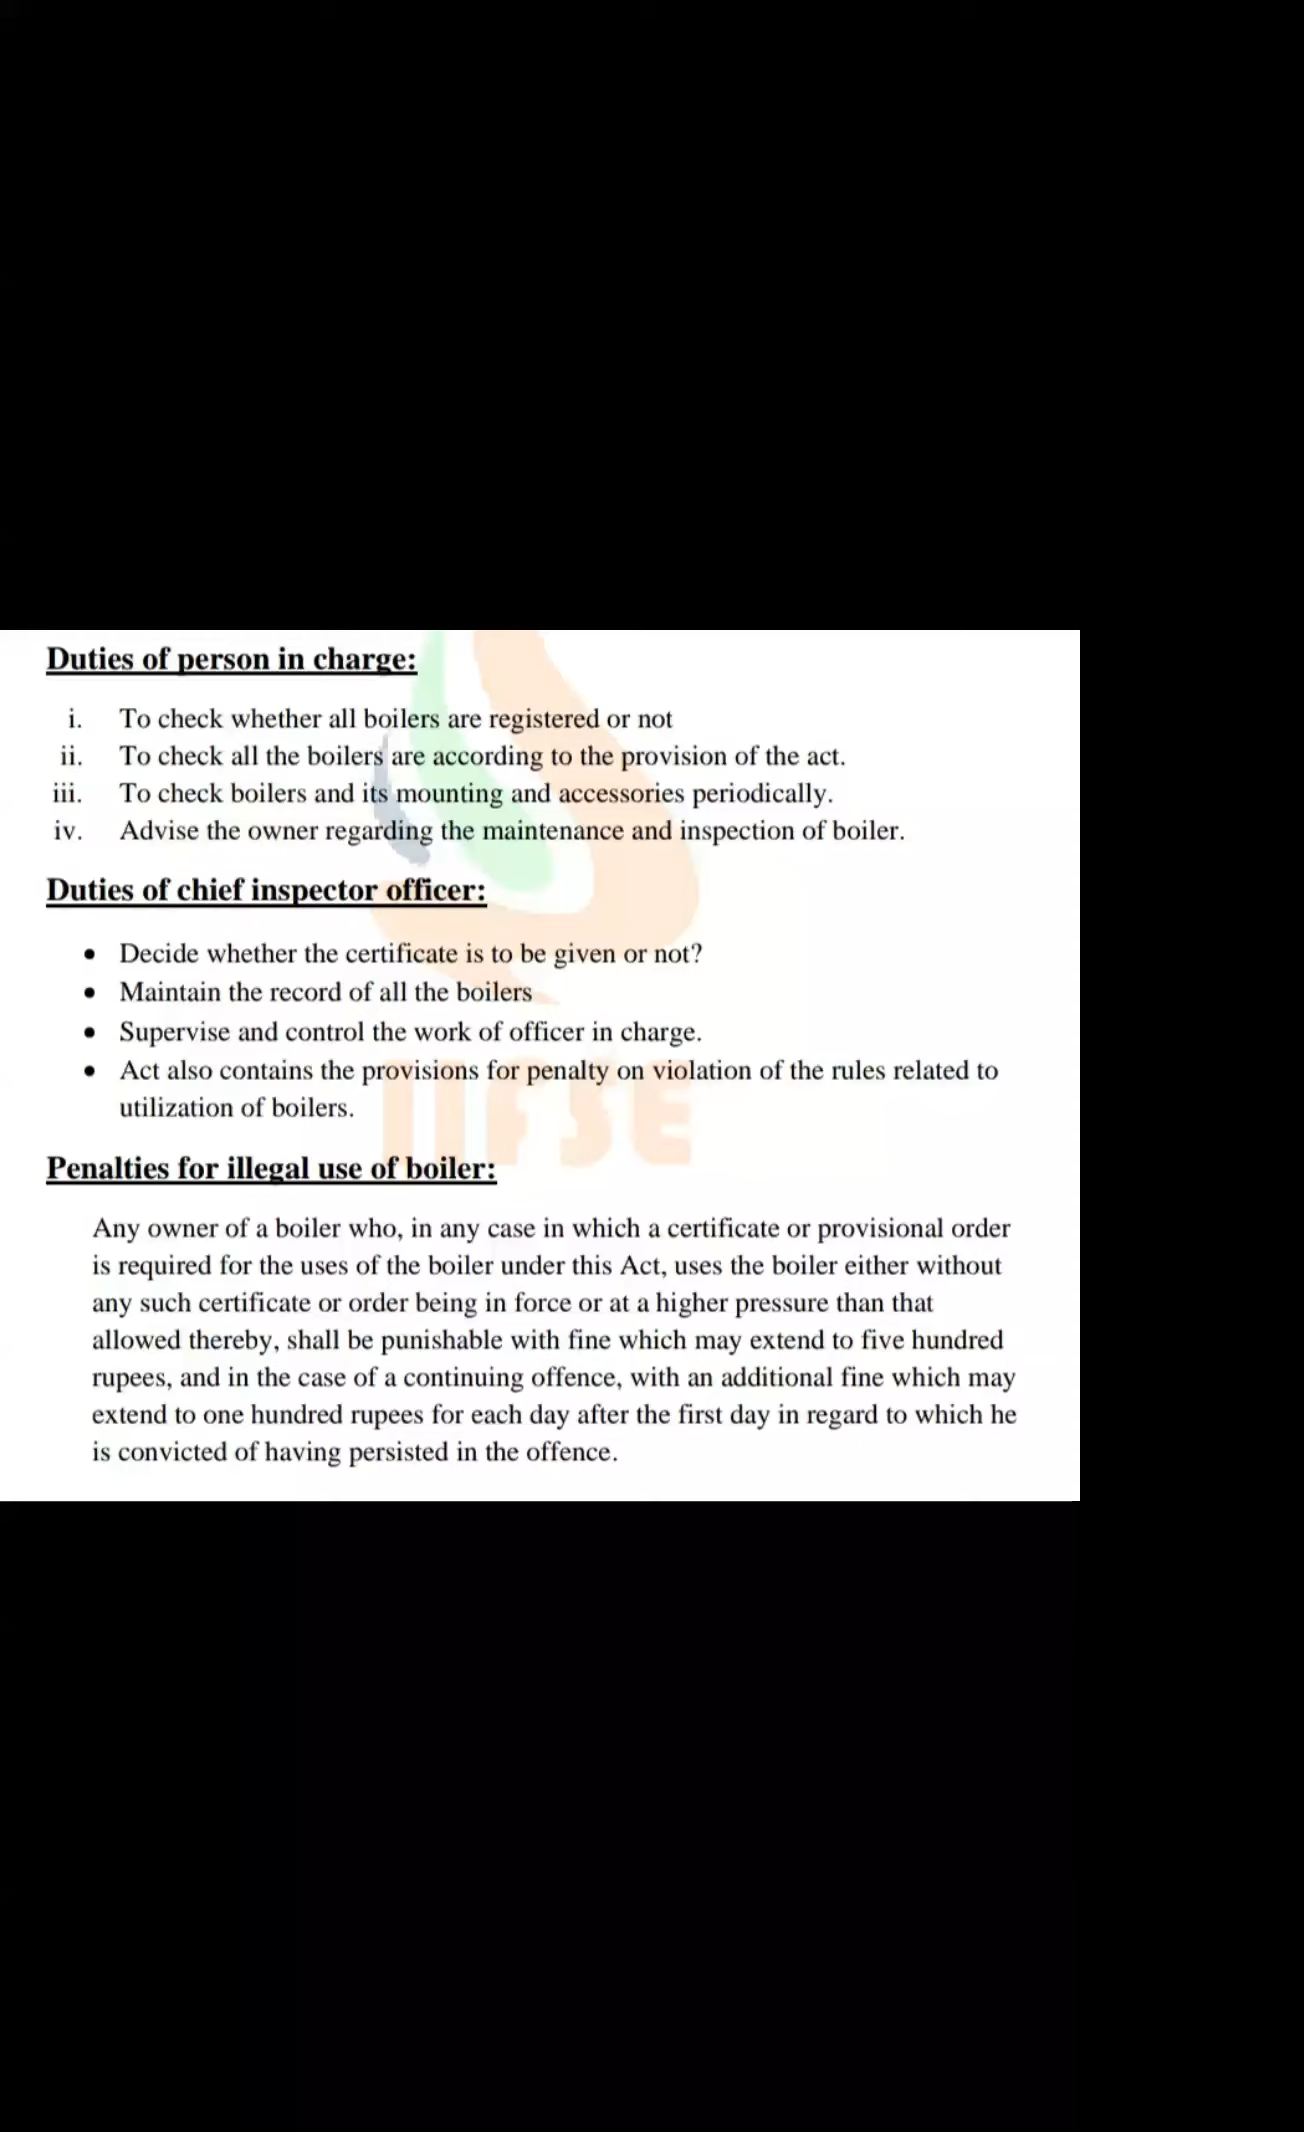 Duties of person in charge:
i. To check whether all boilers are registered or not
ii. To check all the boilers are according to the provision of the act.
iii. To check boilers and its mounting and accessories periodically.
iv. Advise the owner regarding the maintenance and inspection of boiler.
Duties of chief inspector officer:
• Decide whether the certificate is to be given or not?
• Maintain the record of all the boilers
• Supervise and control the work of officer in charge.
• Act also contains the provisions for penalty on violation of the rules related to
utilization of boilers.
IIFSE
Penalties for illegal use of boiler:
Any owner of a boiler who, in any case in which a certificate or provisional order
is required for the uses of the boiler under this Act, uses the boiler either without
any such certificate or order being in force or at a higher pressure than that
allowed thereby, shall be punishable with fine which may extend to five hundred
rupees, and in the case of a continuing offence, with an additional fine which may
extend to one hundred rupees for each day after the first day in regard to which he
is convicted of having persisted in the offence.